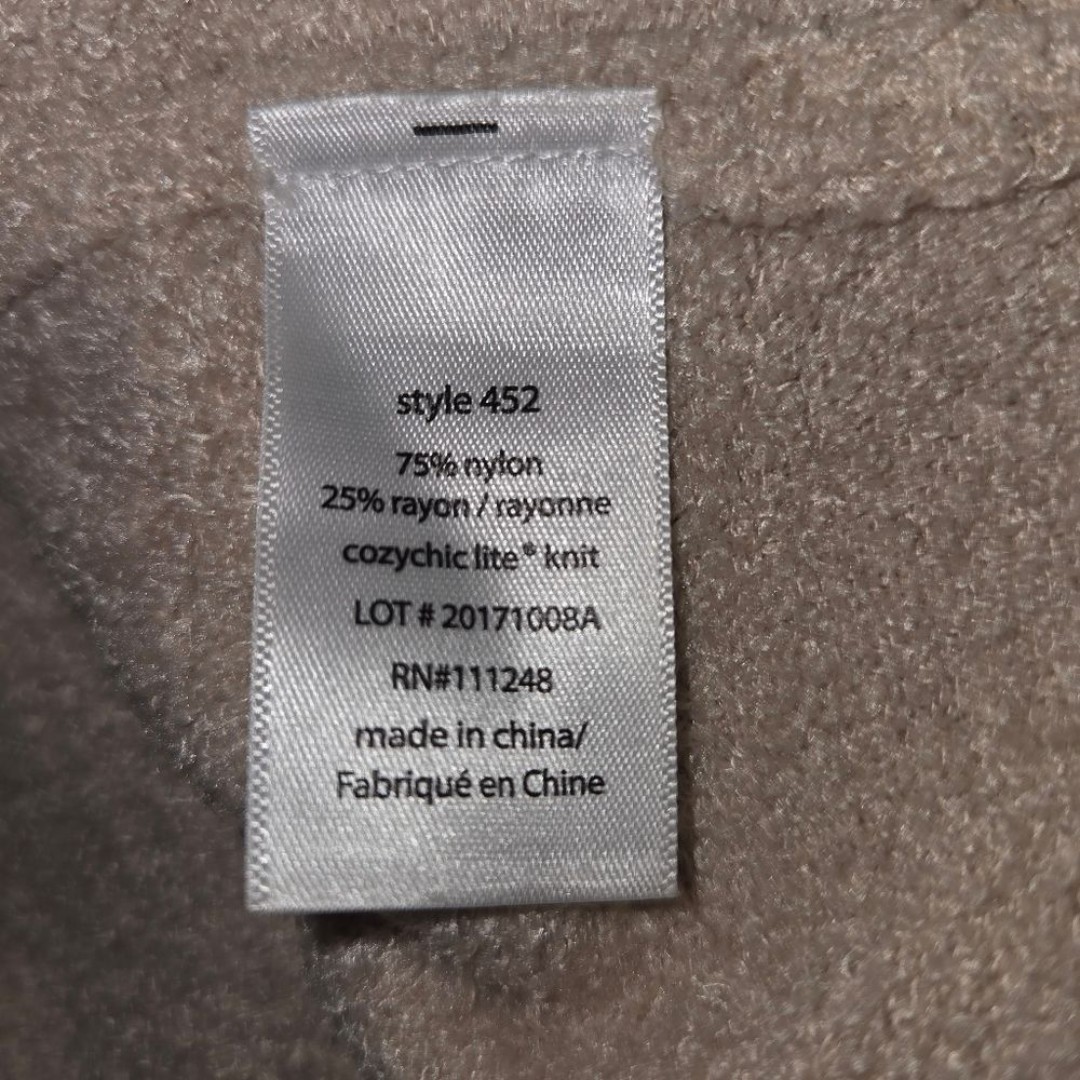 style 452
75% nylon
25% rayon / rayonne
cozychic lite® knit
LOT # 20171008A
RN#111248
made in china/
Fabriqué en Chine